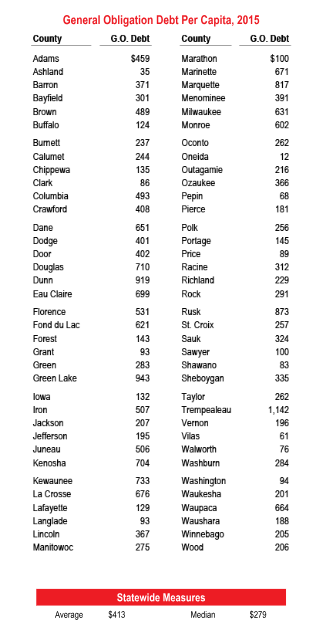 General Obligation Debt Per Capita, 2015
County G.O. Debt County G.O. Debt
Adams $459 Marathon $100
Ashland 35 Marinette 671
Barron 371 Marquette 817
Bayfield 301 Menominee 391
Brown 489 Milwaukee 631
Buffalo 124 Monroe 602
Burnett 237 Oconto 262
Calumet 244 Oneida 12
Chippewa 135 Outagamie 216
Clark 86 Ozaukee 366
Columbia 493 Pepin 68
Crawford 408 Pierce 181
Dane 651 Polk 256
Dodge 401 Portage 145
Door 402 Price 89
Douglas 710 Racine 312
Dunn 919 Richland 229
Eau Claire 699 Rock 291
Florence 531 Rusk 873
Fond du Lac 621 St. Croix 257
Forest 143 Sauk 324
Grant 93 Sawyer 100
Green 283 Shawano 83
Green Lake 943 Sheboygan 335
Iowa 132 Taylor 262
Iron 507 Trempealeau 1,142
Jackson 207 Vernon 196
Jefferson 195 Vilas 61
Juneau 506 Walworth 76
Kenosha 704 Washburn 284
Kewaunee 733 Washington 94
La Crosse 676 Waukesha 201
Lafayette 129 Waupaca 664
Langlade 93 Waushara 188
Lincoln 367 Winnebago 205
Manitowoc 275 Wood 206
Statewide Measures
Average $413 Median $279